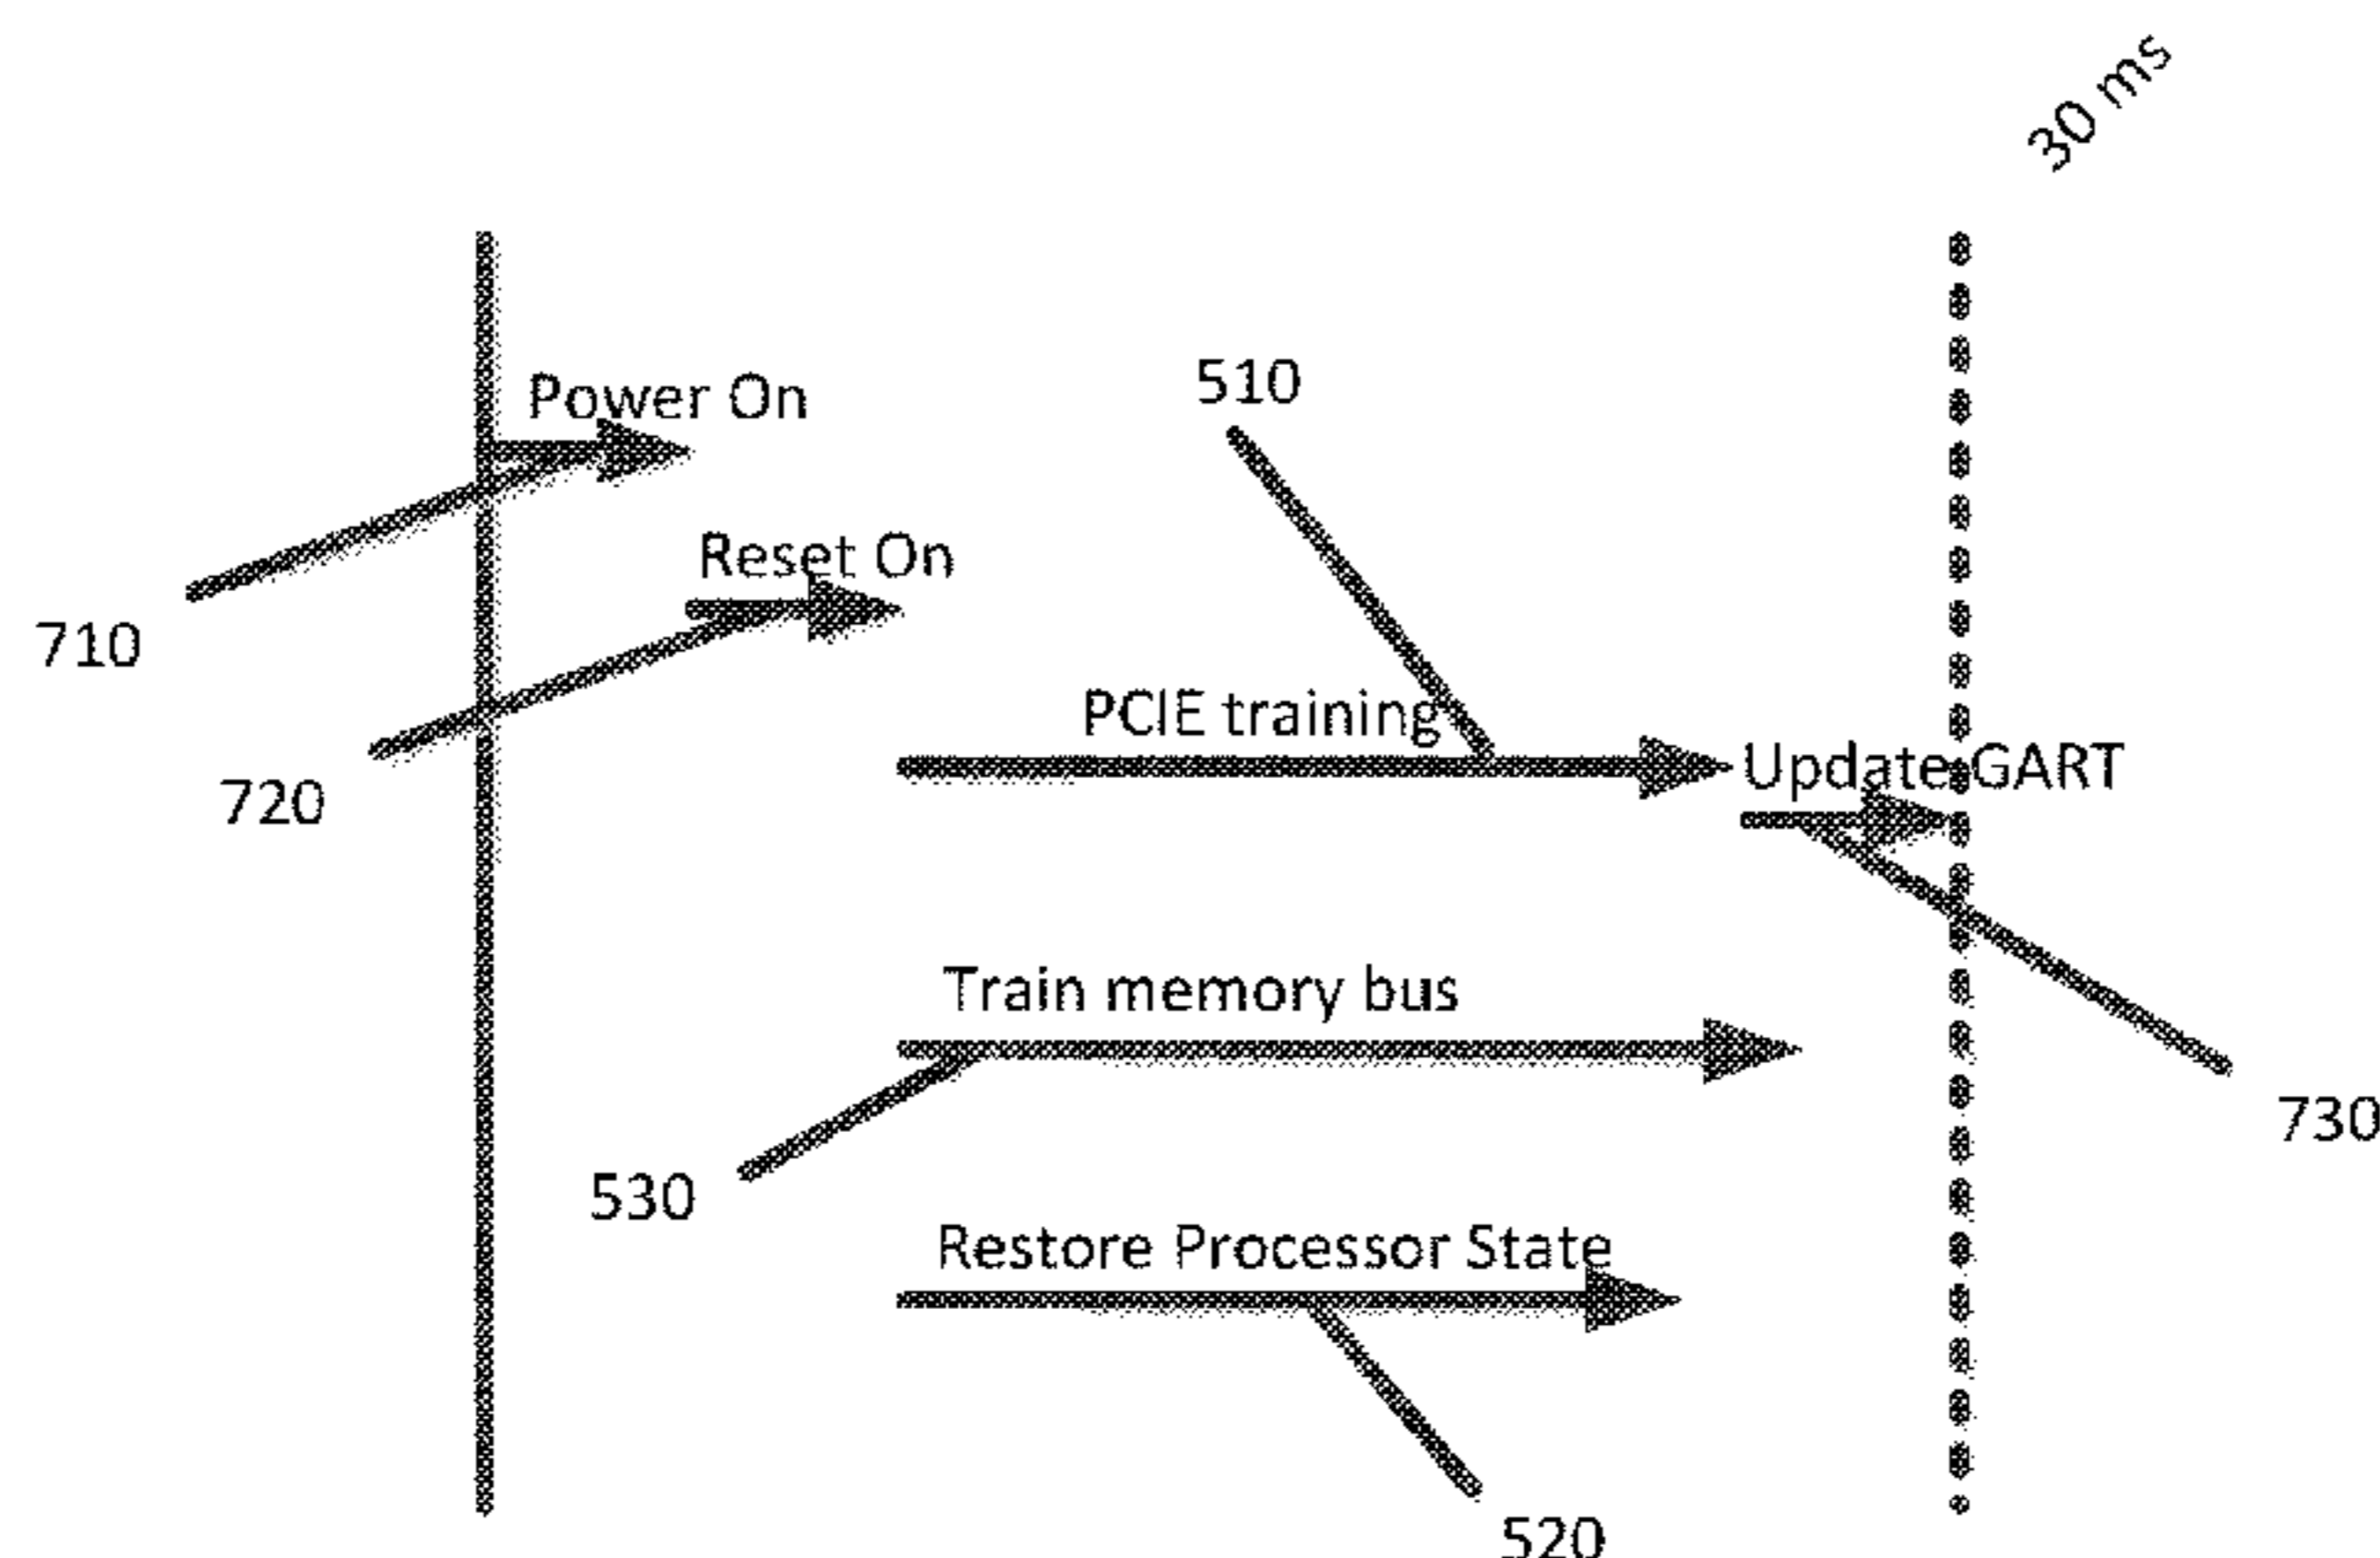 30 ms
Power On
510
Reset On
710
PCIE training
Update GART
720
Train memory bus
730
530
Restore Processor State
520